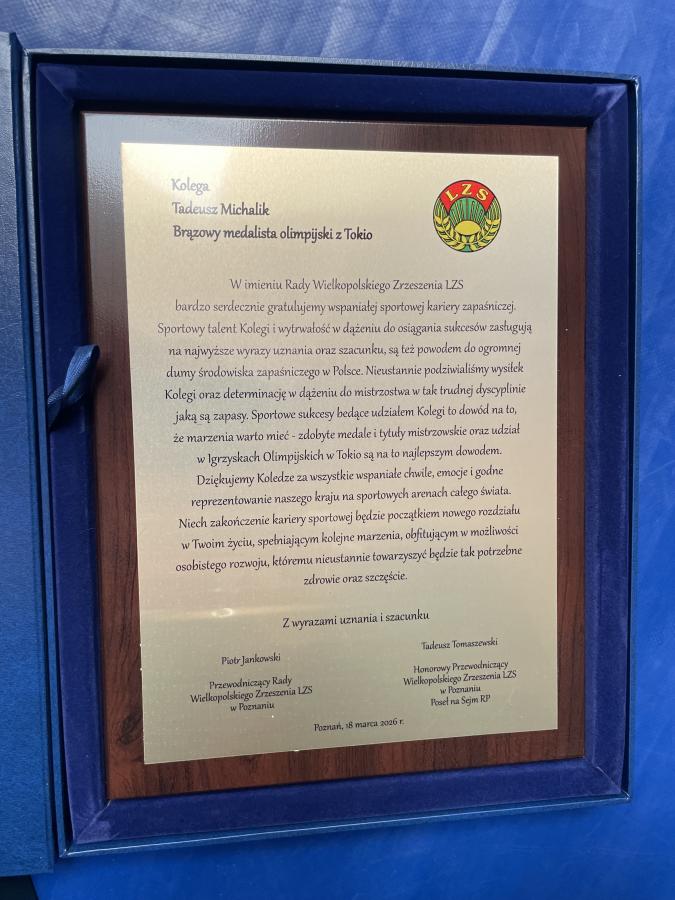 Kolega
Tadeusz Michalik
Brązowy medalista olimpijski z Tokio
LZS
W imieniu Rady Wielkopolskiego Zrzeszenia LZS
bardzo serdecznie gratulujemy wspaniałej sportowej kariery zapaśniczej.
Sportowy talent Kolegi i wytrwałość w dążeniu do osiągania sukcesów zasługują
na najwyższe wyrazy uznania oraz szacunku, są też powodem do ogromnej
dumy środowiska zapaśniczego w Polsce. Nieustannie podziwialiśmy wysiłek
Kolegi oraz determinację w dążeniu do mistrzostwa w tak trudnej dyscyplinie
jaką są zapasy. Sportowe sukcesy bedące udziałem Kolegi to dowód na to,
że marzenia warto mieć - zdobyte medale i tytuły mistrzowskie oraz udział
w Igrzyskach Olimpijskich w Tokio są na to najlepszym dowodem.
Dziękujemy Koledze za wszystkie wspaniałe chwile, emocje i godne
reprezentowanie naszego kraju na sportowych arenach całego świata.
Niech zakończenie kariery sportowej będzie początkiem nowego rozdziału
w Twoim życiu, spełniającym kolejne marzenia, obfitującym w możliwości
osobistego rozwoju, któremu nieustannie towarzyszyć będzie tak potrzebne
zdrowie oraz szczęście.
Z wyrazami uznania i szacunku
Piotr Jankowski
Przewodniczący Rady
Wielkopolskiego Zrzeszenia LZS
w Poznaniu
Tadeusz Tomaszewski
Honorowy Przewodniczący
Wielkopolskiego Zrzeszenia LZS
w Poznaniu
Poseł na Sejm RP
Poznań, 18 marca 2026 r.